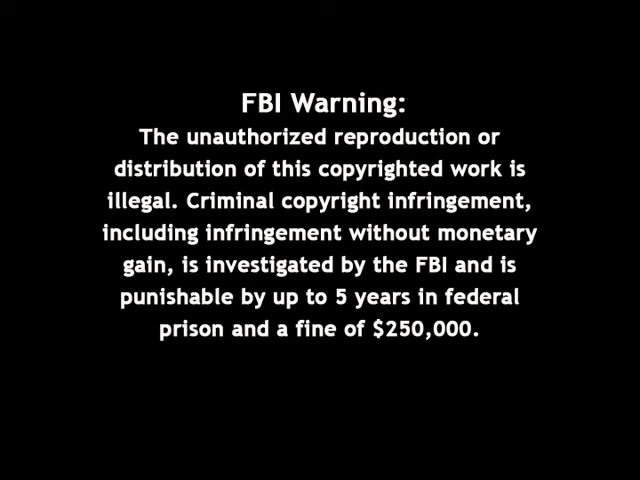 FBI Warning:
The unauthorized reproduction or
distribution of this copyrighted work is
illegal. Criminal copyright infringement,
including infringement without monetary
gain, is investigated by the FBI and is
punishable by up to 5 years in federal
prison and a fine of $250,000.